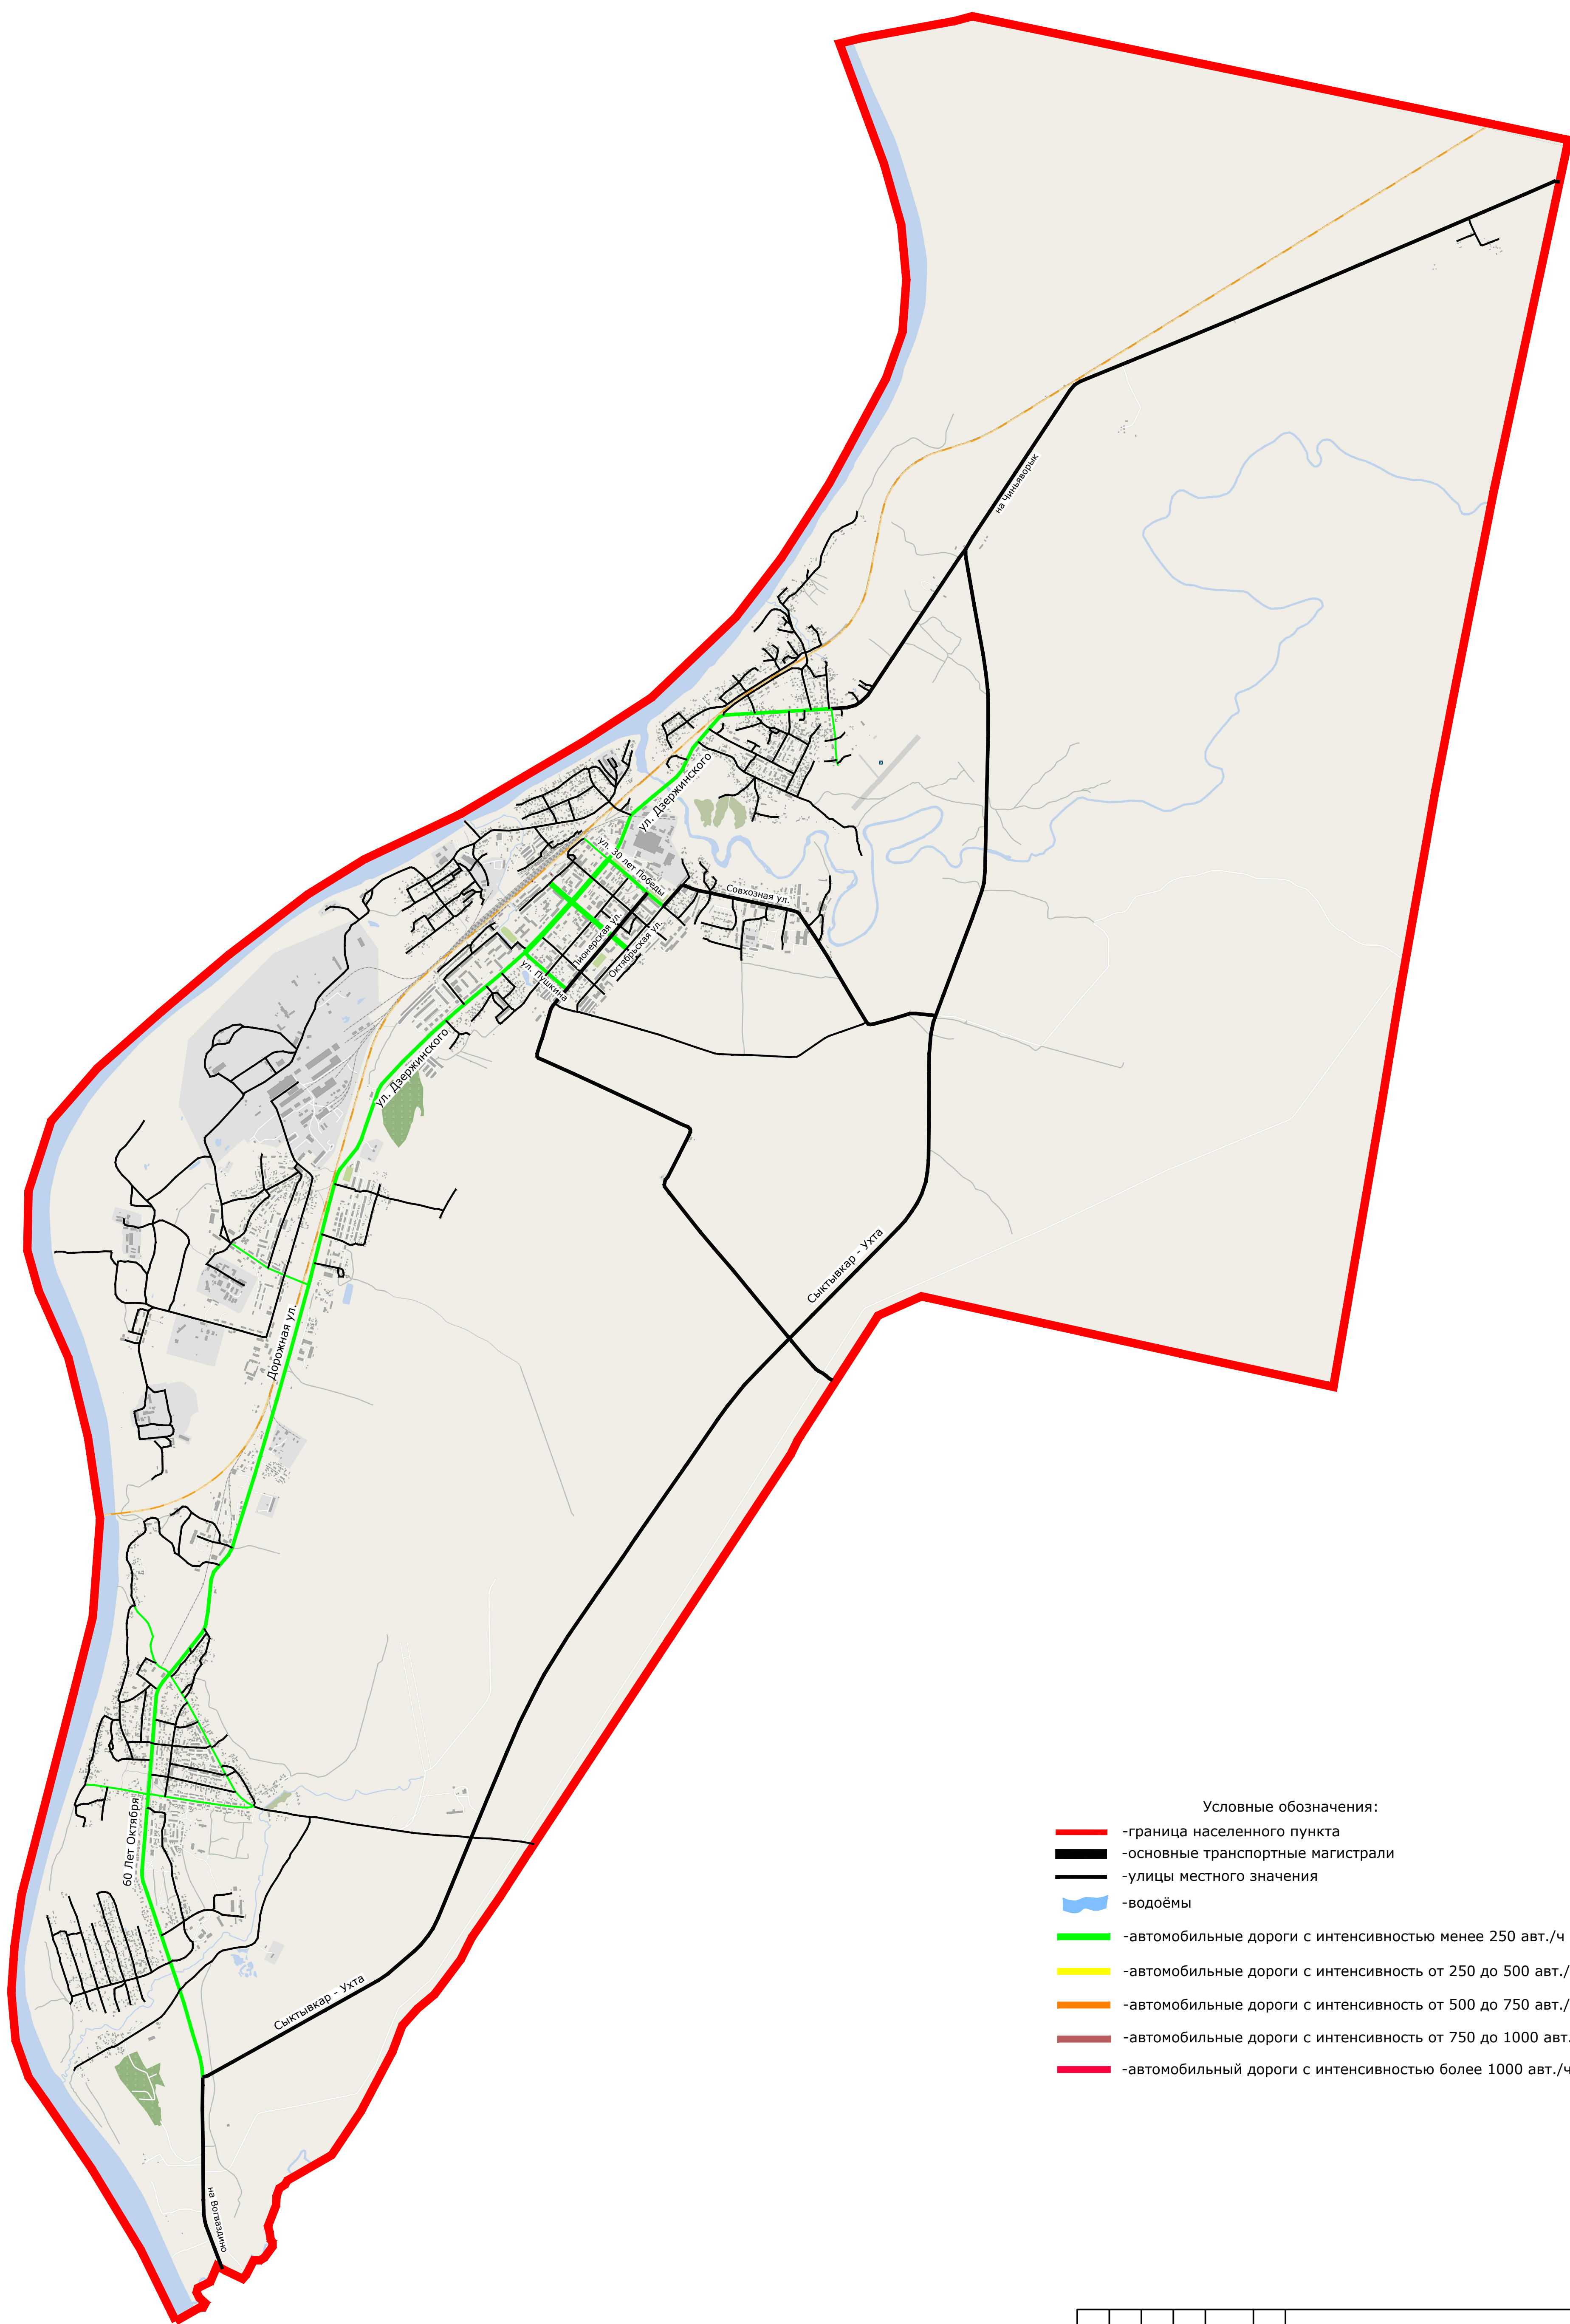 на Чиньяворык
ул. Дзержинского
ул. 30 лет Победы
Совхозная ул.
Пионерская ул.
Октябрьская ул.
ул. Пушкина
ул. Дзержинского
Сыктывкар - Ухта
Дорожная ул.
60 Лет Октября
Сыктывкар - Ухта
на Вогваздино
Условные обозначения:
-граница населенного пункта
-основные транспортные магистрали
-улицы местного значения
-водоёмы
-автомобильные дороги с интенсивностью менее 250 авт./ч
-автомобильные дороги с интенсивность от 250 до 500 авт./
-автомобильные дороги с интенсивность от 500 до 750 авт./
-автомобильные дороги с интенсивность от 750 до 1000 авт.
-автомобильный дороги с интенсивностью более 1000 авт./ч